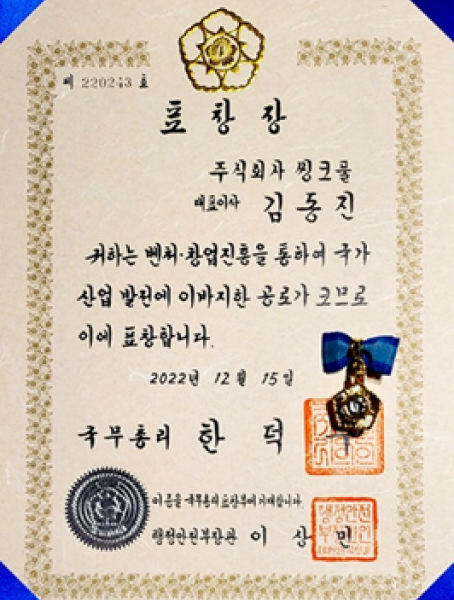 제 220243 호
표 창 장
주식회사 씽크풀
대표이사 김 동 진
귀하는 벤처·창업진흥을 통하여 국가
산업 발전에 이바지한 공로가 크므로
이에 표창합니다.
2022년 12월 15일
국무총리 한 덕
이 증을 국무총리 표창부에 기재합니다.
행정안전부장관 이 상 민
행정안전
부장관인